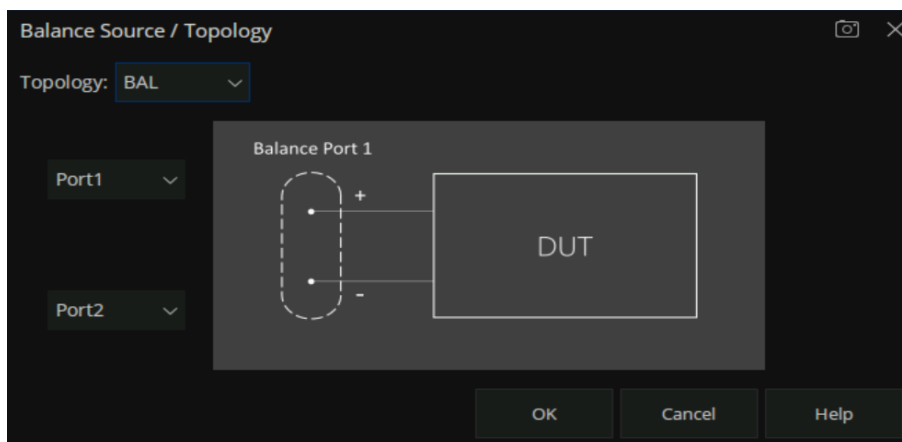 Balance Source / Topology
Topology: BAL
Balance Port 1
Port1
+
DUT
-
Port2
OK Cancel Help